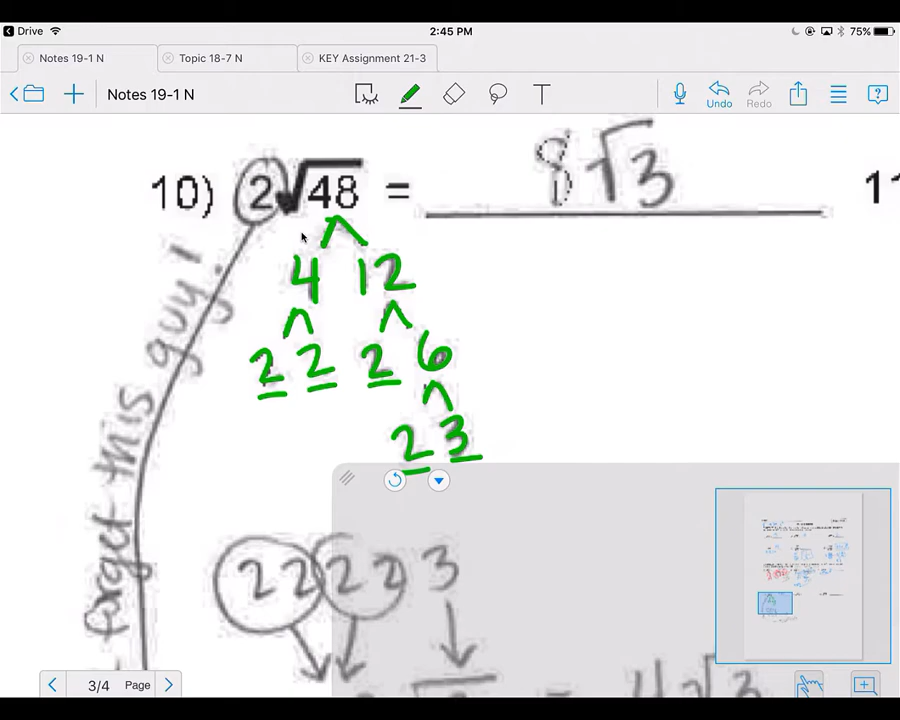 Drive 2:45 PM 75%
Notes 19-1 N Topic 18-7 N KEY Assignment 21-3
Notes 19-1 N Undo Redo T
10) 2√48 = 8√3 11
4 12
2 2 2 6
2 3
forget this guy!
2 2 2 2 3
= 4√3
3/4 Page